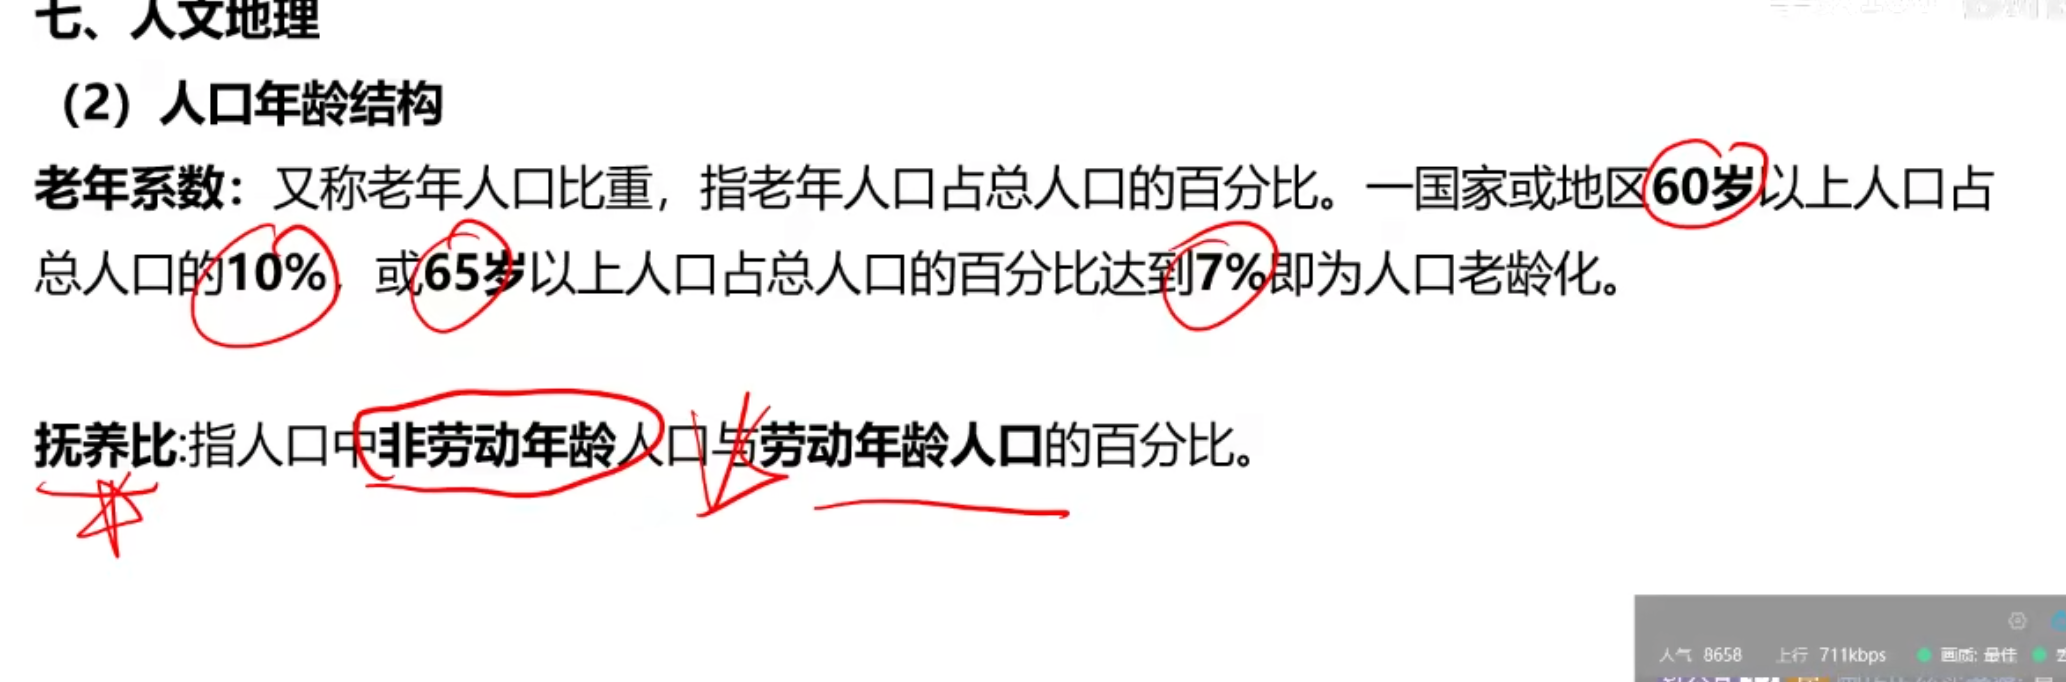 七、人文地理
（2）人口年龄结构
老年系数：又称老年人口比重，指老年人口占总人口的百分比。一国家或地区60岁以上人口占
总人口的10%，或65岁以上人口占总人口的百分比达到7%即为人口老龄化。
抚养比:指人口中非劳动年龄人口与劳动年龄人口的百分比。
人气 8658 上行 711kbps 画质: 最佳